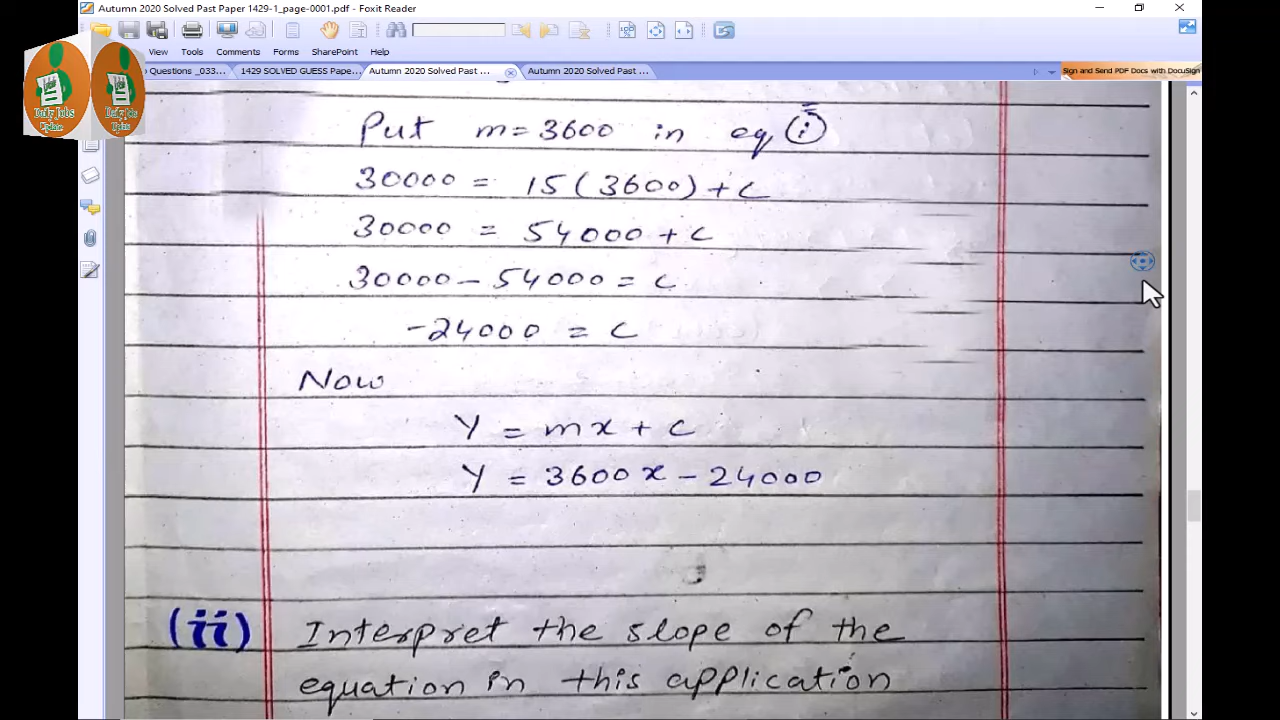 Autumn 2020 Solved Past Paper 1429-1_page-0001.pdf - Foxit Reader
View Tools Comments Forms SharePoint Help
Questions _033... 1429 SOLVED GUESS Pape... Autumn 2020 Solved Past ... Autumn 2020 Solved Past ... Sign and Send PDF Docs with DocuSign
Daily Jobs
Update
Put m = 3600 in eq (i)
30000 = 15(3600) + C
30000 = 54000 + C
30000 - 54000 = C
-24000 = C
Now
Y = mx + C
Y = 3600x - 24000
(ii) Interpret the slope of the
equation in this application